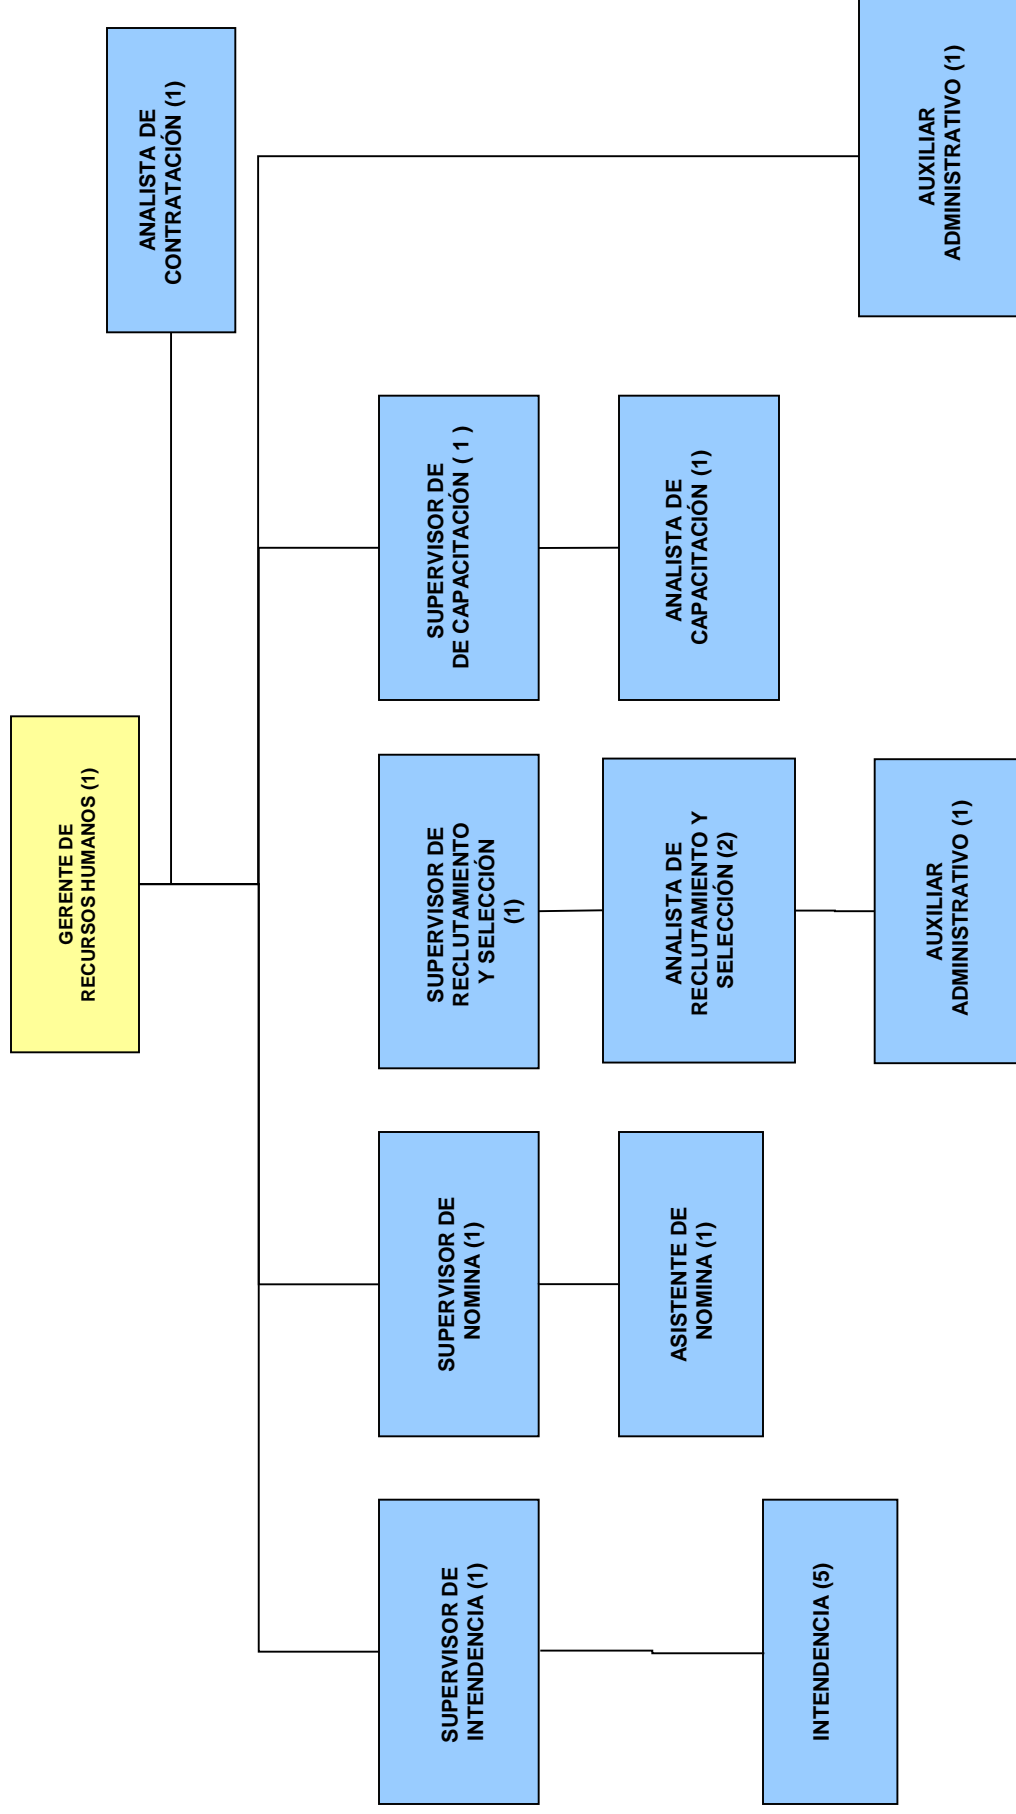 GERENTE DE
RECURSOS HUMANOS (1)
ANALISTA DE
CONTRATACIÓN (1)
SUPERVISOR DE
INTENDENCIA (1)
SUPERVISOR DE
NOMINA (1)
SUPERVISOR DE
RECLUTAMIENTO
Y SELECCIÓN
(1)
SUPERVISOR DE
DE CAPACITACIÓN ( 1 )
ASISTENTE DE
NOMINA (1)
ANALISTA DE
RECLUTAMIENTO Y
SELECCIÓN (2)
ANALISTA DE
CAPACITACIÓN (1)
INTENDENCIA (5)
AUXILIAR
ADMINISTRATIVO (1)
AUXILIAR
ADMINISTRATIVO (1)